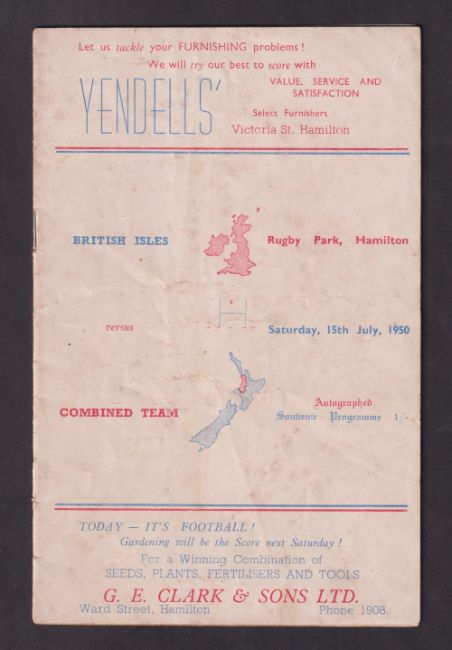 Let us tackle your FURNISHING problems!
We will try our best to score with
YENDELLS'
VALUE, SERVICE AND
SATISFACTION
Select Furnishers
Victoria St. Hamilton
BRITISH ISLES
Rugby Park, Hamilton
versus
Saturday, 15th July, 1950
COMBINED TEAM
Autographed
Souvenir Programme 1/-
TODAY — IT'S FOOTBALL!
Gardening will be the Score next Saturday!
For a Winning Combination of
SEEDS, PLANTS, FERTILISERS AND TOOLS
G. E. CLARK & SONS LTD.
Ward Street, Hamilton Phone 1908